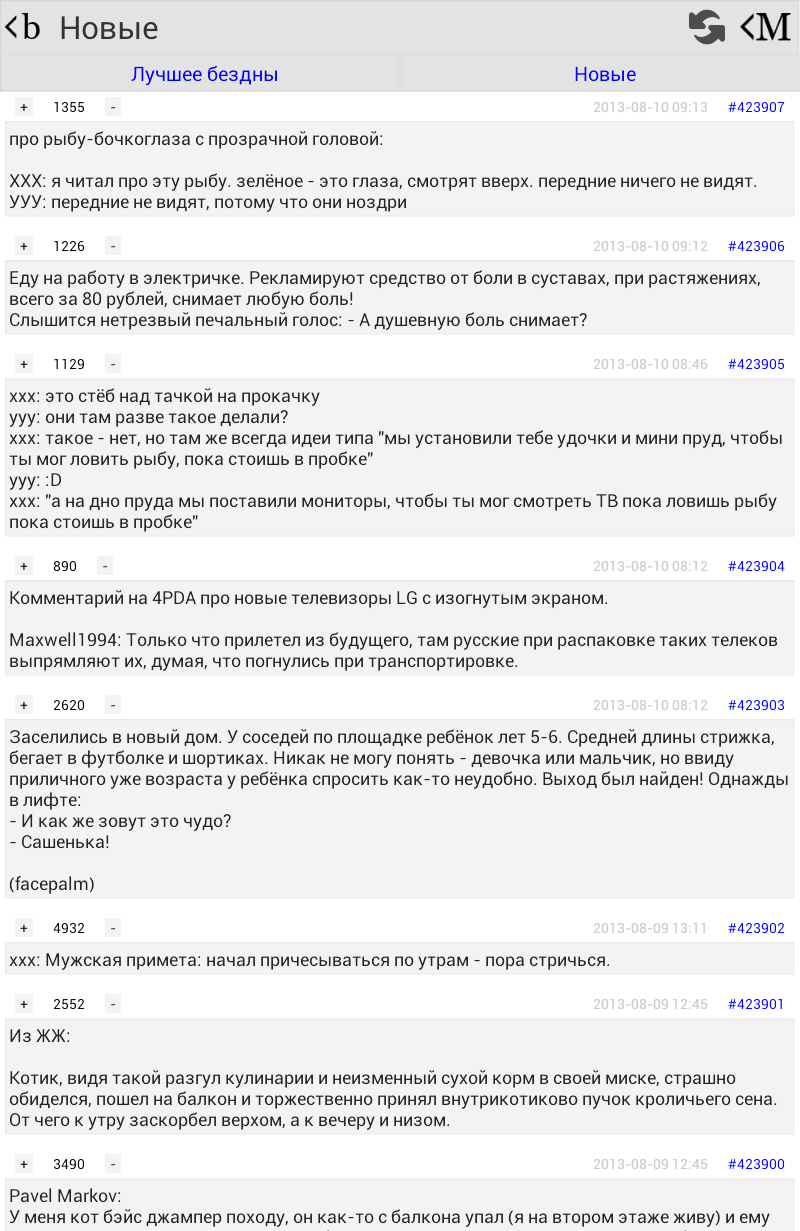 <b Новые <M
Лучшее бездны Новые
+ 1355 - 2013-08-10 09:13 #423907
про рыбу-бочкоглаза с прозрачной головой:
XXX: я читал про эту рыбу. зелёное - это глаза, смотрят вверх. передние ничего не видят.
УУУ: передние не видят, потому что они ноздри
+ 1226 - 2013-08-10 09:12 #423906
Еду на работу в электричке. Рекламируют средство от боли в суставах, при растяжениях,
всего за 80 рублей, снимает любую боль!
Слышится нетрезвый печальный голос: - А душевную боль снимает?
+ 1129 - 2013-08-10 08:46 #423905
xxx: это стёб над тачкой на прокачку
yyy: они там разве такое делали?
xxx: такое - нет, но там же всегда идеи типа "мы установили тебе удочки и мини пруд, чтобы
ты мог ловить рыбу, пока стоишь в пробке"
yyy: :D
xxx: "а на дно пруда мы поставили мониторы, чтобы ты мог смотреть ТВ пока ловишь рыбу
пока стоишь в пробке"
+ 890 - 2013-08-10 08:12 #423904
Комментарий на 4PDA про новые телевизоры LG с изогнутым экраном.
Maxwell1994: Только что прилетел из будущего, там русские при распаковке таких телеков
выпрямляют их, думая, что погнулись при транспортировке.
+ 2620 - 2013-08-10 08:12 #423903
Заселились в новый дом. У соседей по площадке ребёнок лет 5-6. Средней длины стрижка,
бегает в футболке и шортиках. Никак не могу понять - девочка или мальчик, но ввиду
приличного уже возраста у ребёнка спросить как-то неудобно. Выход был найден! Однажды
в лифте:
- И как же зовут это чудо?
- Сашенька!
(facepalm)
+ 4932 - 2013-08-09 13:11 #423902
xxx: Мужская примета: начал причесываться по утрам - пора стричься.
+ 2552 - 2013-08-09 12:45 #423901
Из ЖЖ:
Котик, видя такой разгул кулинарии и неизменный сухой корм в своей миске, страшно
обиделся, пошел на балкон и торжественно принял внутрикотиково пучок кроличьего сена.
От чего к утру заскорбел верхом, а к вечеру и низом.
+ 3490 - 2013-08-09 12:45 #423900
Pavel Markov:
У меня кот бэйс джампер походу, он как-то с балкона упал (я на втором этаже живу) и ему